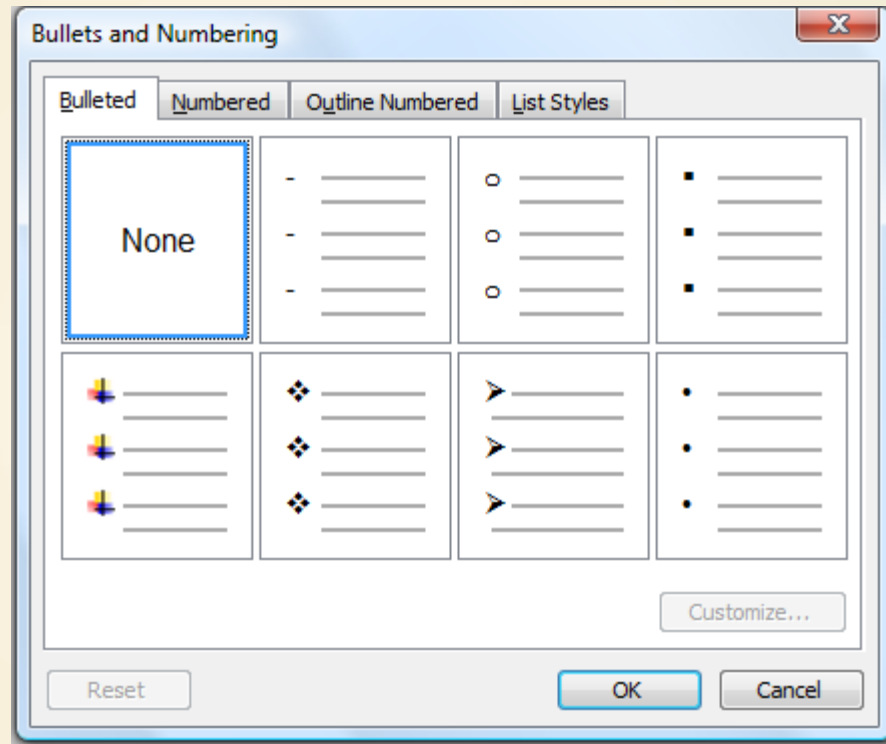 Bullets and Numbering
Bulleted Numbered Outline Numbered List Styles
None
Customize...
Reset OK Cancel